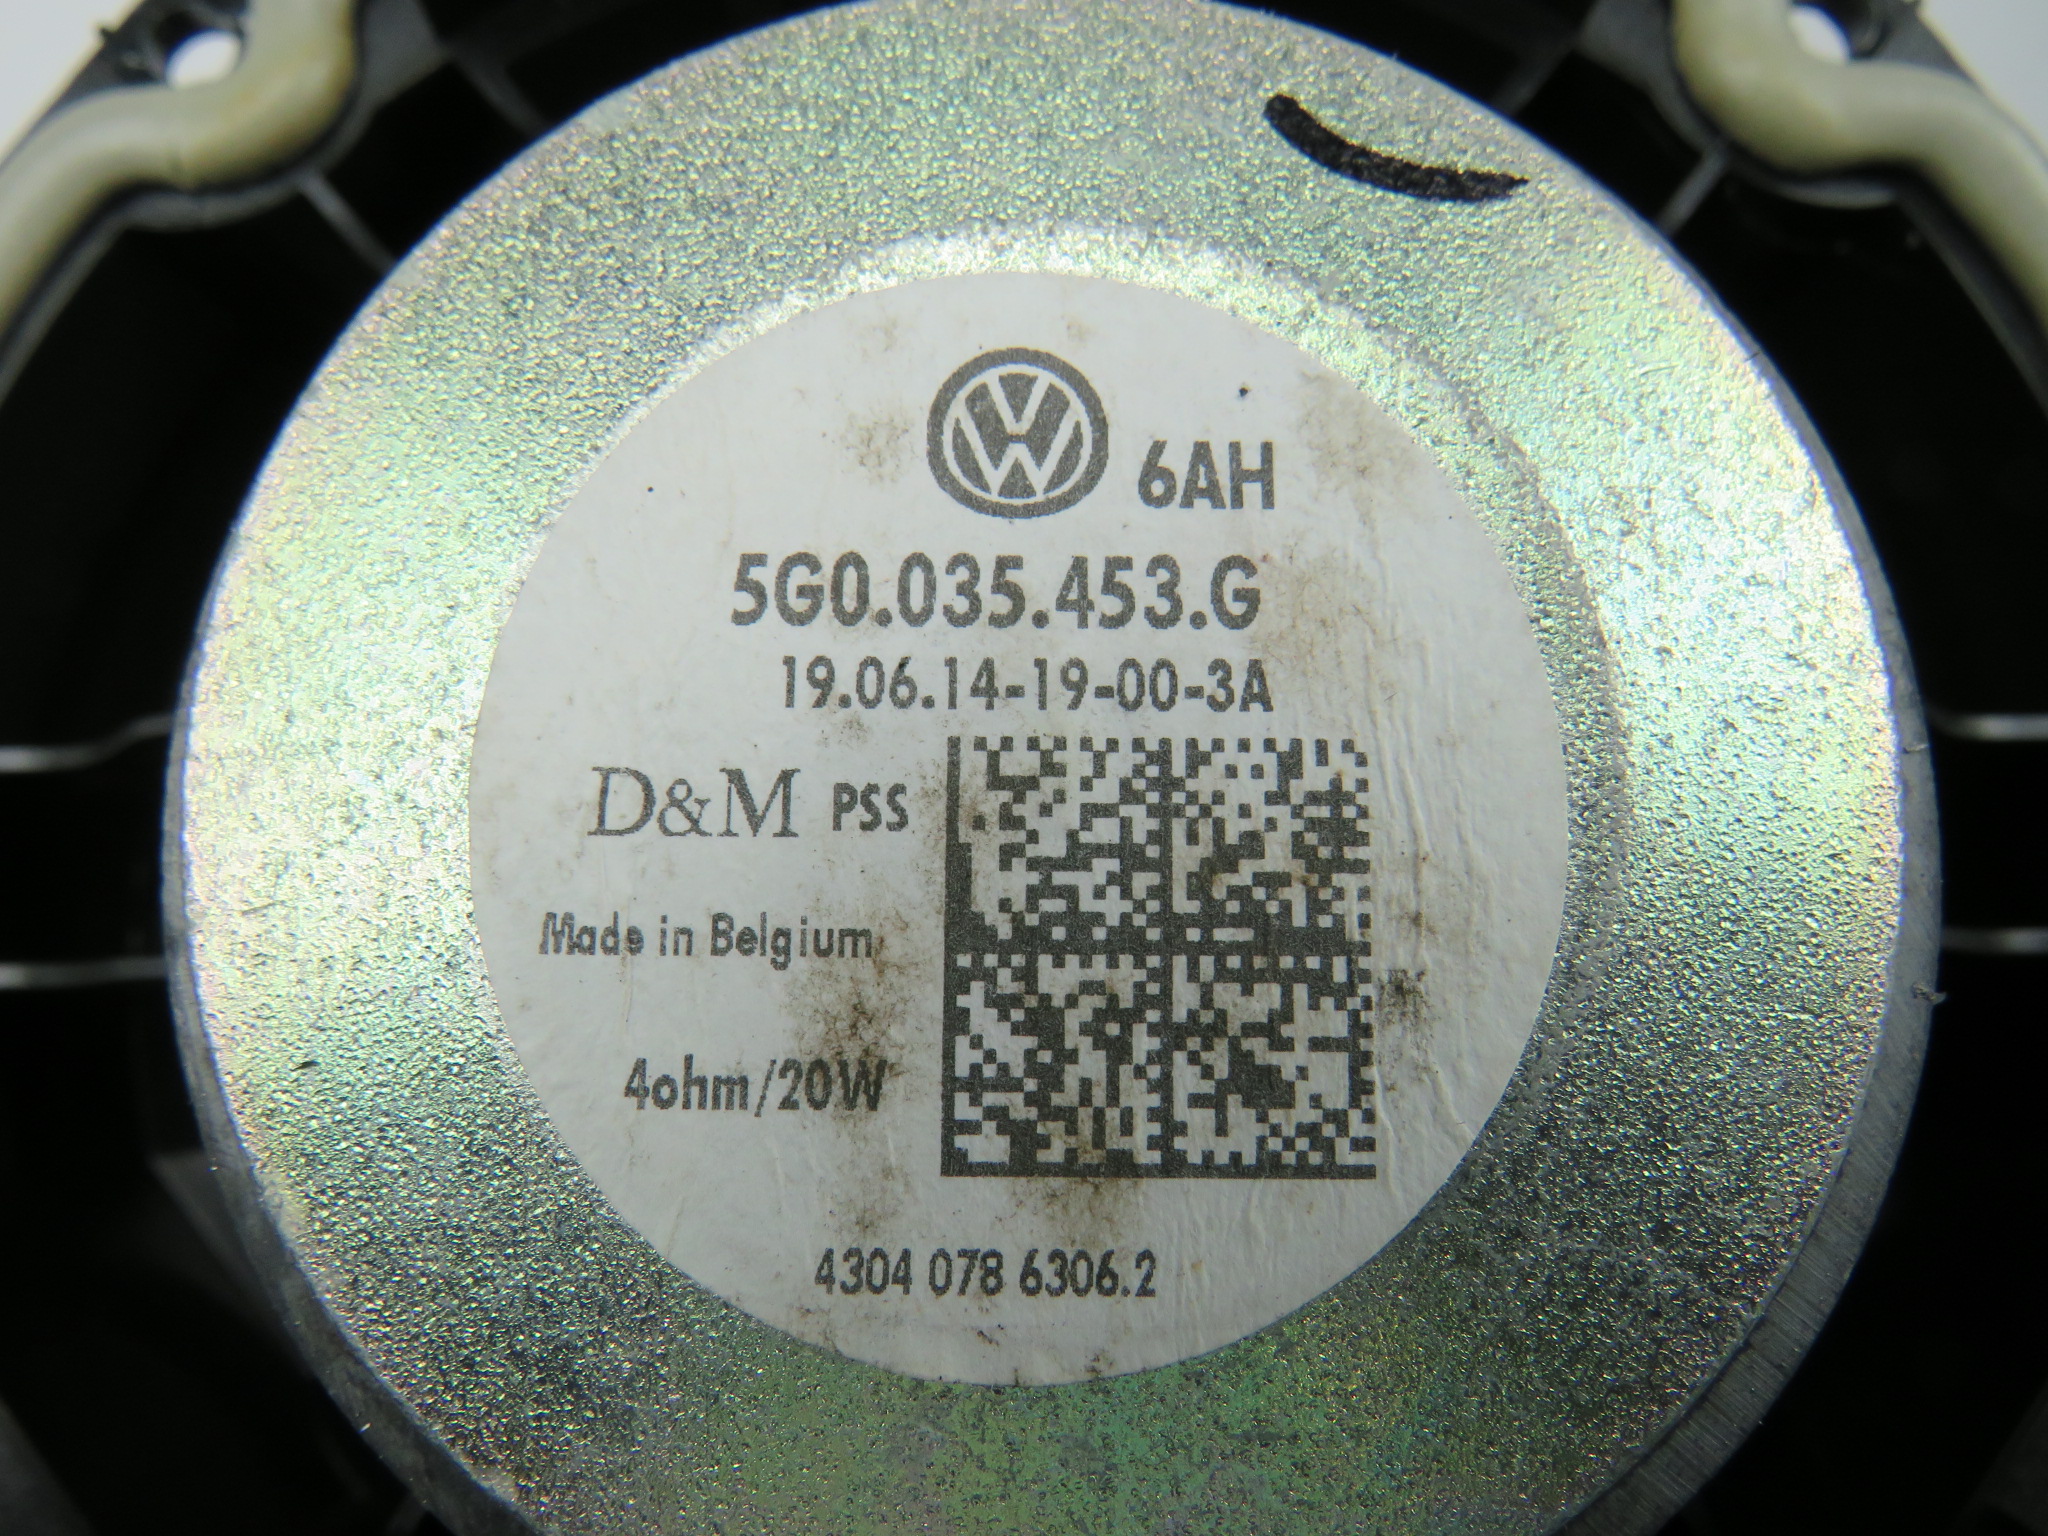 6AH
5G0.035.453.G
19.06.14-19-00-3A
D&M PSS
Made in Belgium
4ohm/20W
4304 078 6306.2